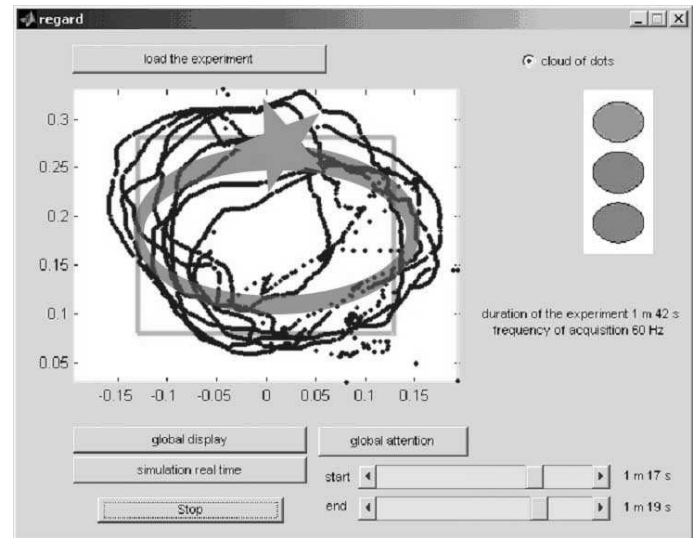 regard
load the experiment
cloud of dots
0.3
0.25
0.2
0.15
0.1
0.05
-0.15 -0.1 -0.05 0 0.05 0.1 0.15
duration of the experiment 1 m 42 s
frequency of acquisition 60 Hz
global display
global attention
simulation real time
start 1 m 17 s
Stop
end 1 m 19 s